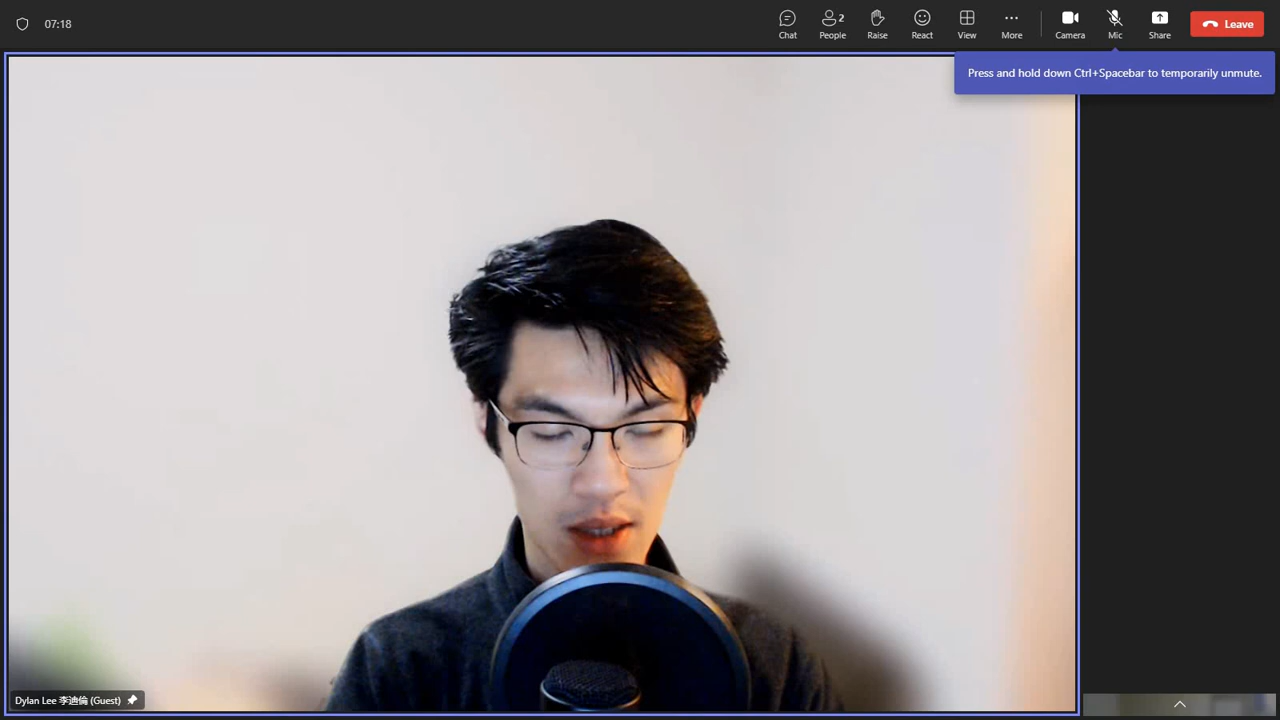 07:18
Chat
2
People
Raise
React
View
More
Camera
Mic
Share
Leave
Press and hold down Ctrl+Spacebar to temporarily unmute.
Dylan Lee 李迪倫 (Guest)